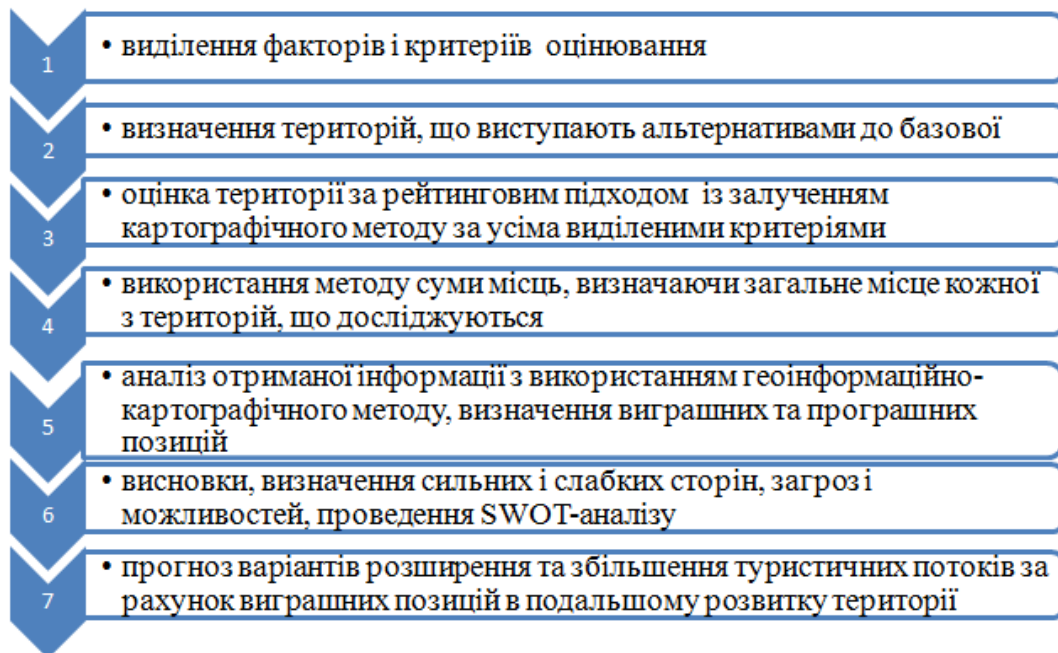 1
• виділення факторів і критеріїв оцінювання
2
• визначення територій, що виступають альтернативами до базової
3
• оцінка території за рейтинговим підходом із залученням
картографічного методу за усіма виділеними критеріями
4
• використання методу суми місць, визначаючи загальне місце кожної
з територій, що досліджуються
5
• аналіз отриманої інформації з використанням геоінформаційно-
картографічного методу, визначення виграшних та програшних
позицій
6
• висновки, визначення сильних і слабких сторін, загроз і
можливостей, проведення SWOT-аналізу
7
• прогноз варіантів розширення та збільшення туристичних потоків за
рахунок виграшних позицій в подальшому розвитку території